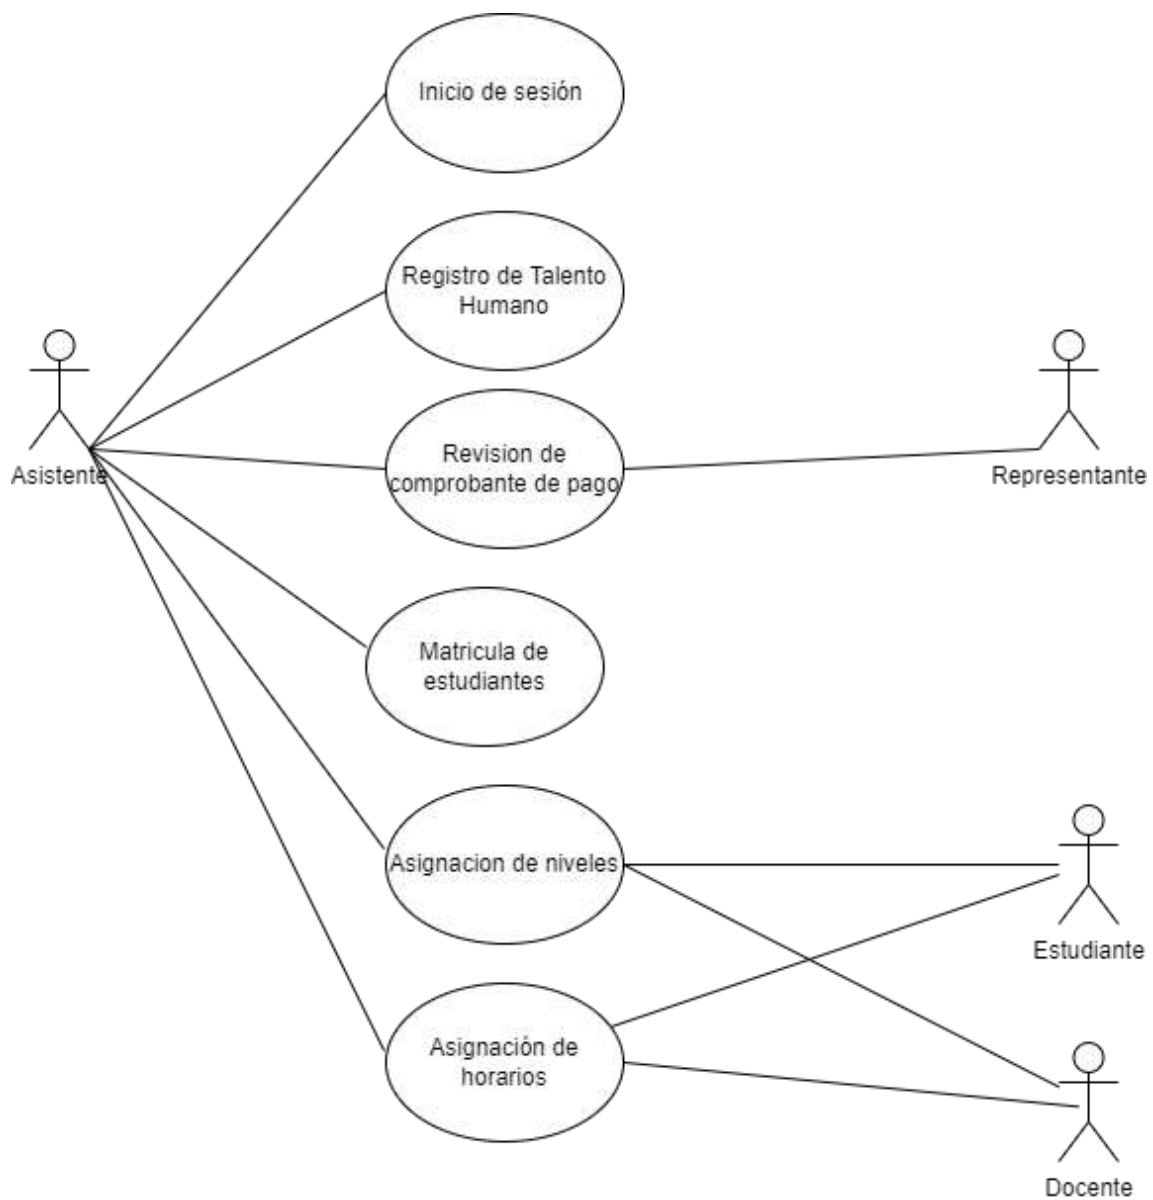 Inicio de sesión
Registro de Talento
Humano
Asistente
Revision de
comprobante de pago
Representante
Matricula de
estudiantes
Asignacion de niveles
Estudiante
Asignación de
horarios
Docente